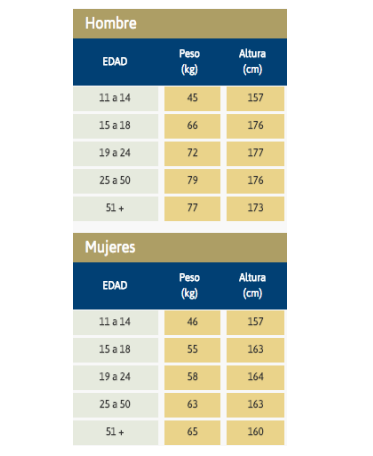 Hombre
EDAD Peso (kg) Altura (cm)
11 a 14 45 157
15 a 18 66 176
19 a 24 72 177
25 a 50 79 176
51 + 77 173
Mujeres
EDAD Peso (kg) Altura (cm)
11 a 14 46 157
15 a 18 55 163
19 a 24 58 164
25 a 50 63 163
51 + 65 160